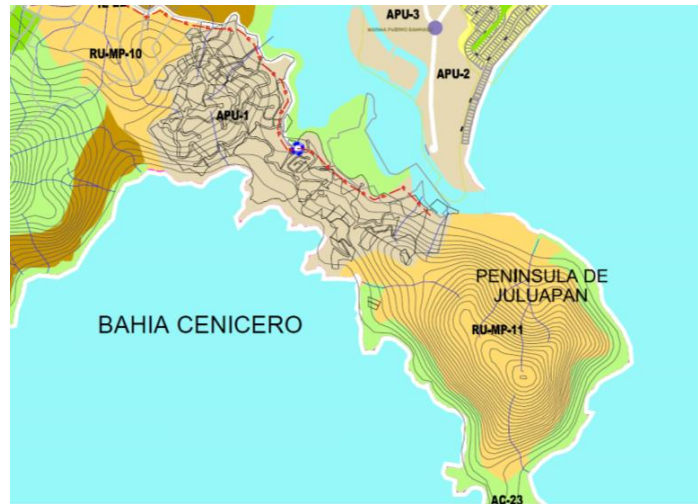 APU-3
RU-MP-10
APU-2
APU-1
PENINSULA DE
JULUAPAN
BAHIA CENICERO
RU-MP-11
AC-23